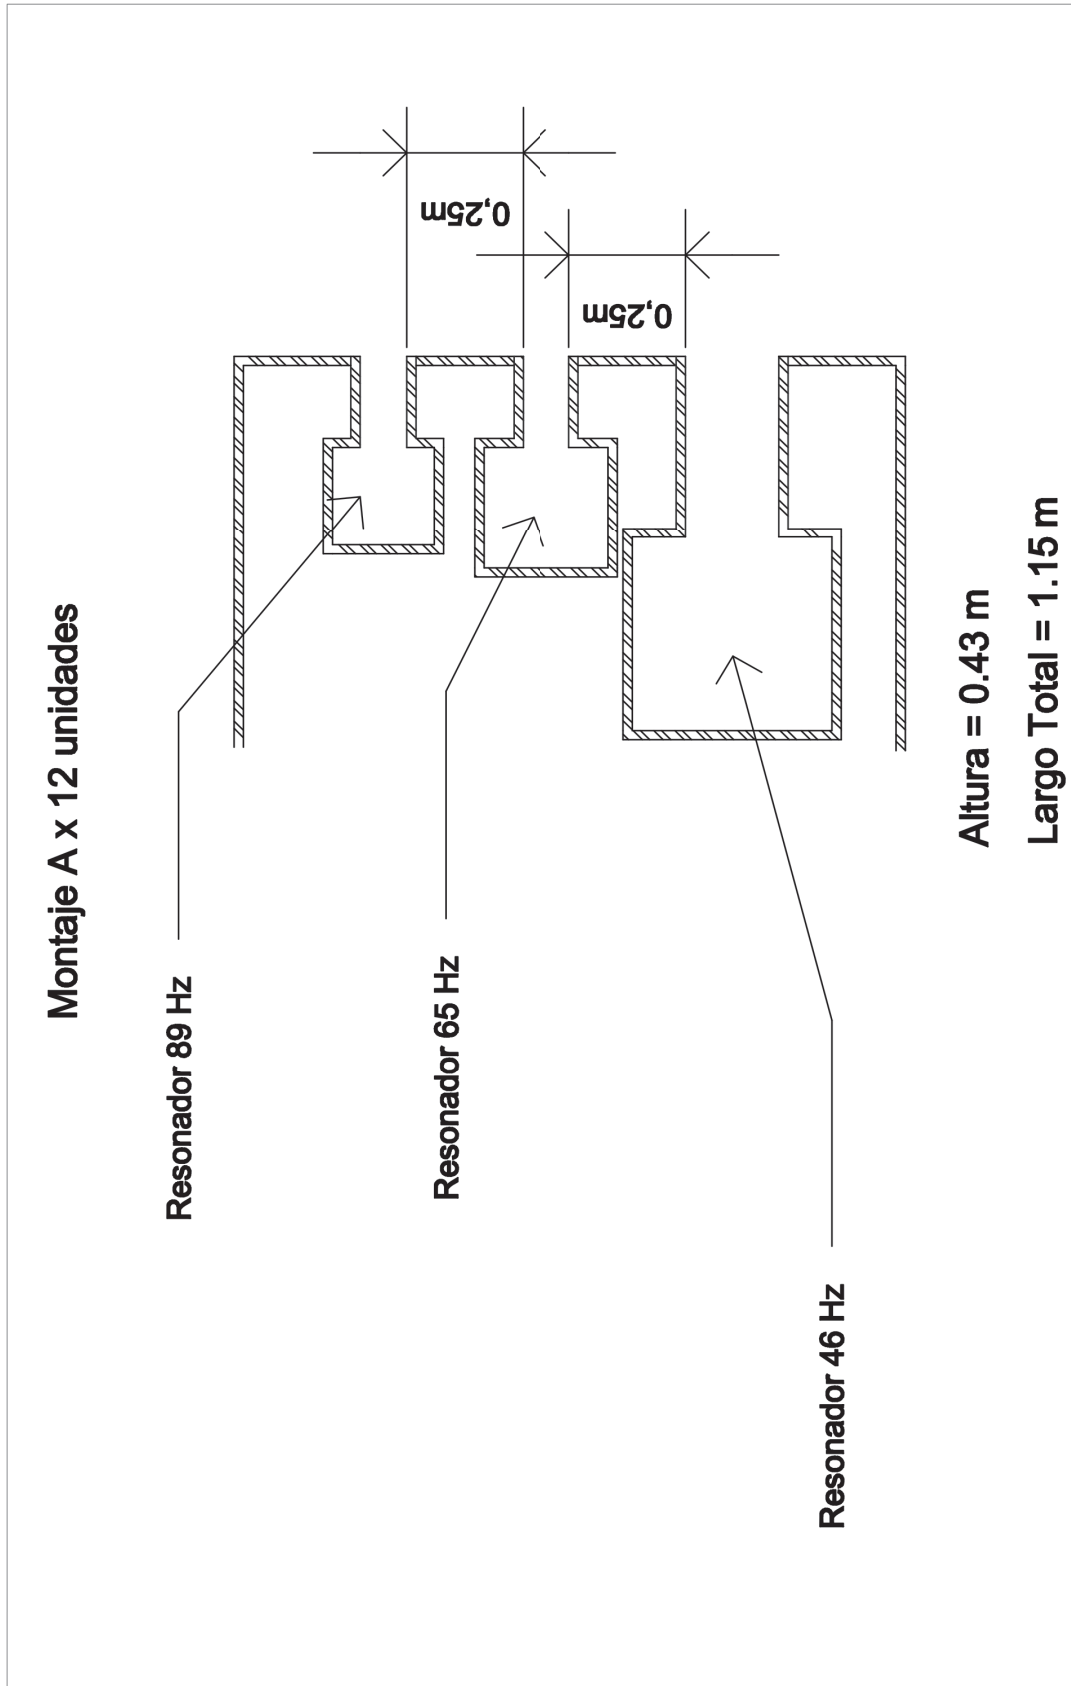 Montaje A x 12 unidades
Resonador 89 Hz
Resonador 65 Hz
Resonador 46 Hz
0,25m
0,25m
Altura = 0.43 m
Largo Total = 1.15 m